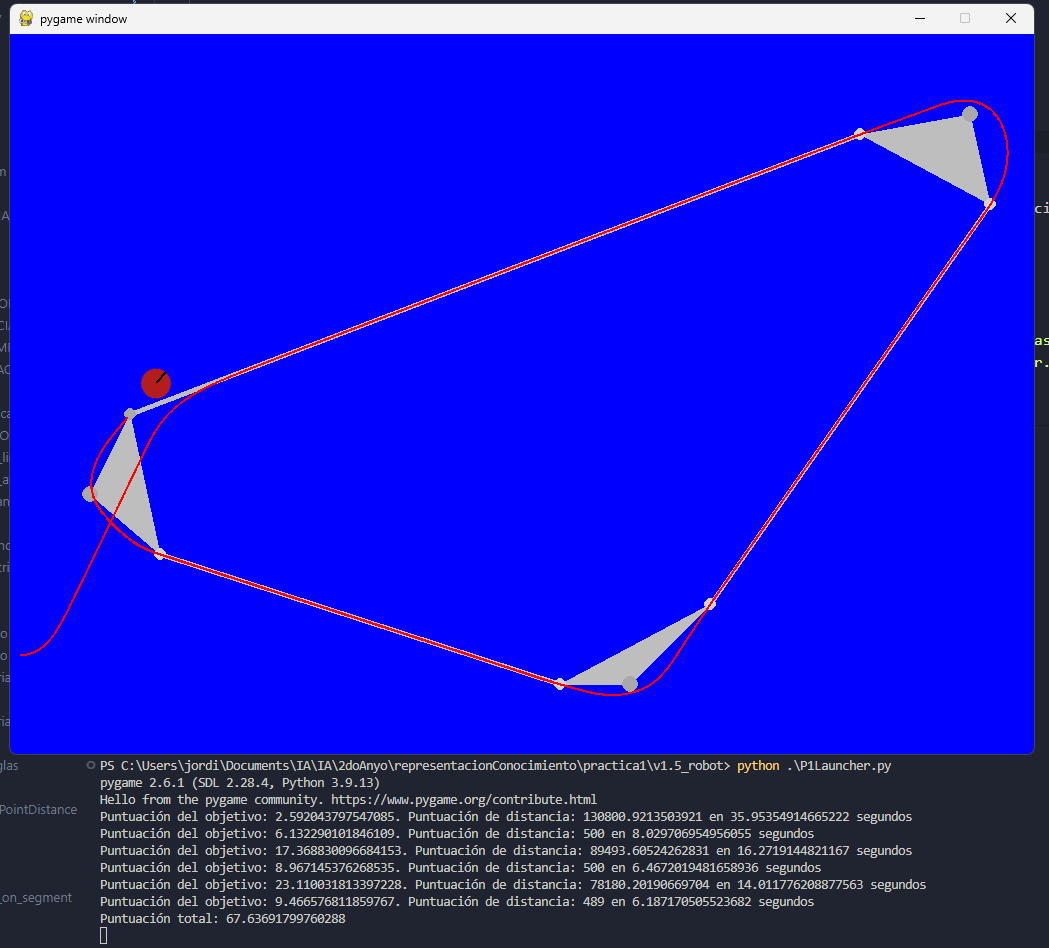 pygame window
PointDistance
_on_segment
PS C:\Users\jordi\Documents\IA\IA\2doAnyo\representacionConocimiento\practica1\v1.5_robot> python .\P1Launcher.py
pygame 2.6.1 (SDL 2.28.4, Python 3.9.13)
Hello from the pygame community. https://www.pygame.org/contribute.html
Puntuación del objetivo: 2.592043797547085. Puntuación de distancia: 130800.9213503921 en 35.95354914665222 segundos
Puntuación del objetivo: 6.132290101846109. Puntuación de distancia: 500 en 8.029706954956055 segundos
Puntuación del objetivo: 17.368830096684153. Puntuación de distancia: 89493.60524262831 en 16.2719144821167 segundos
Puntuación del objetivo: 8.967145376268535. Puntuación de distancia: 500 en 6.4672019481658936 segundos
Puntuación del objetivo: 23.110031813397228. Puntuación de distancia: 78180.20190669704 en 14.011776208877563 segundos
Puntuación del objetivo: 9.466576811859767. Puntuación de distancia: 489 en 6.187170505523682 segundos
Puntuación total: 67.63691799760288